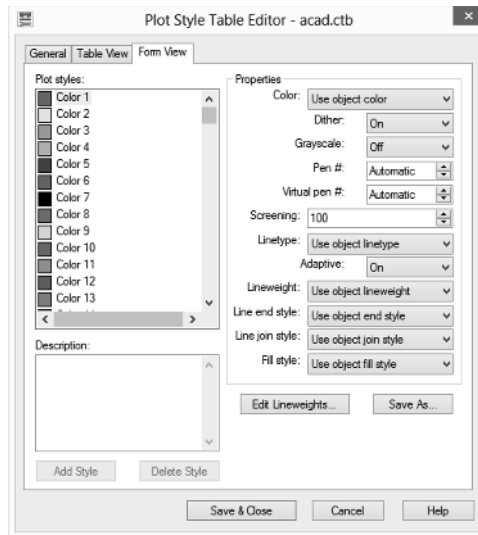 Plot Style Table Editor - acad.ctb
General Table View Form View
Plot styles:
Color 1
Color 2
Color 3
Color 4
Color 5
Color 6
Color 7
Color 8
Color 9
Color 10
Color 11
Color 12
Color 13
Description:
Add Style Delete Style
Properties
Color: Use object color
Dither: On
Grayscale: Off
Pen #: Automatic
Virtual pen #: Automatic
Screening: 100
Linetype: Use object linetype
Adaptive: On
Lineweight: Use object lineweight
Line end style: Use object end style
Line join style: Use object join style
Fill style: Use object fill style
Edit Lineweights... Save As...
Save & Close Cancel Help